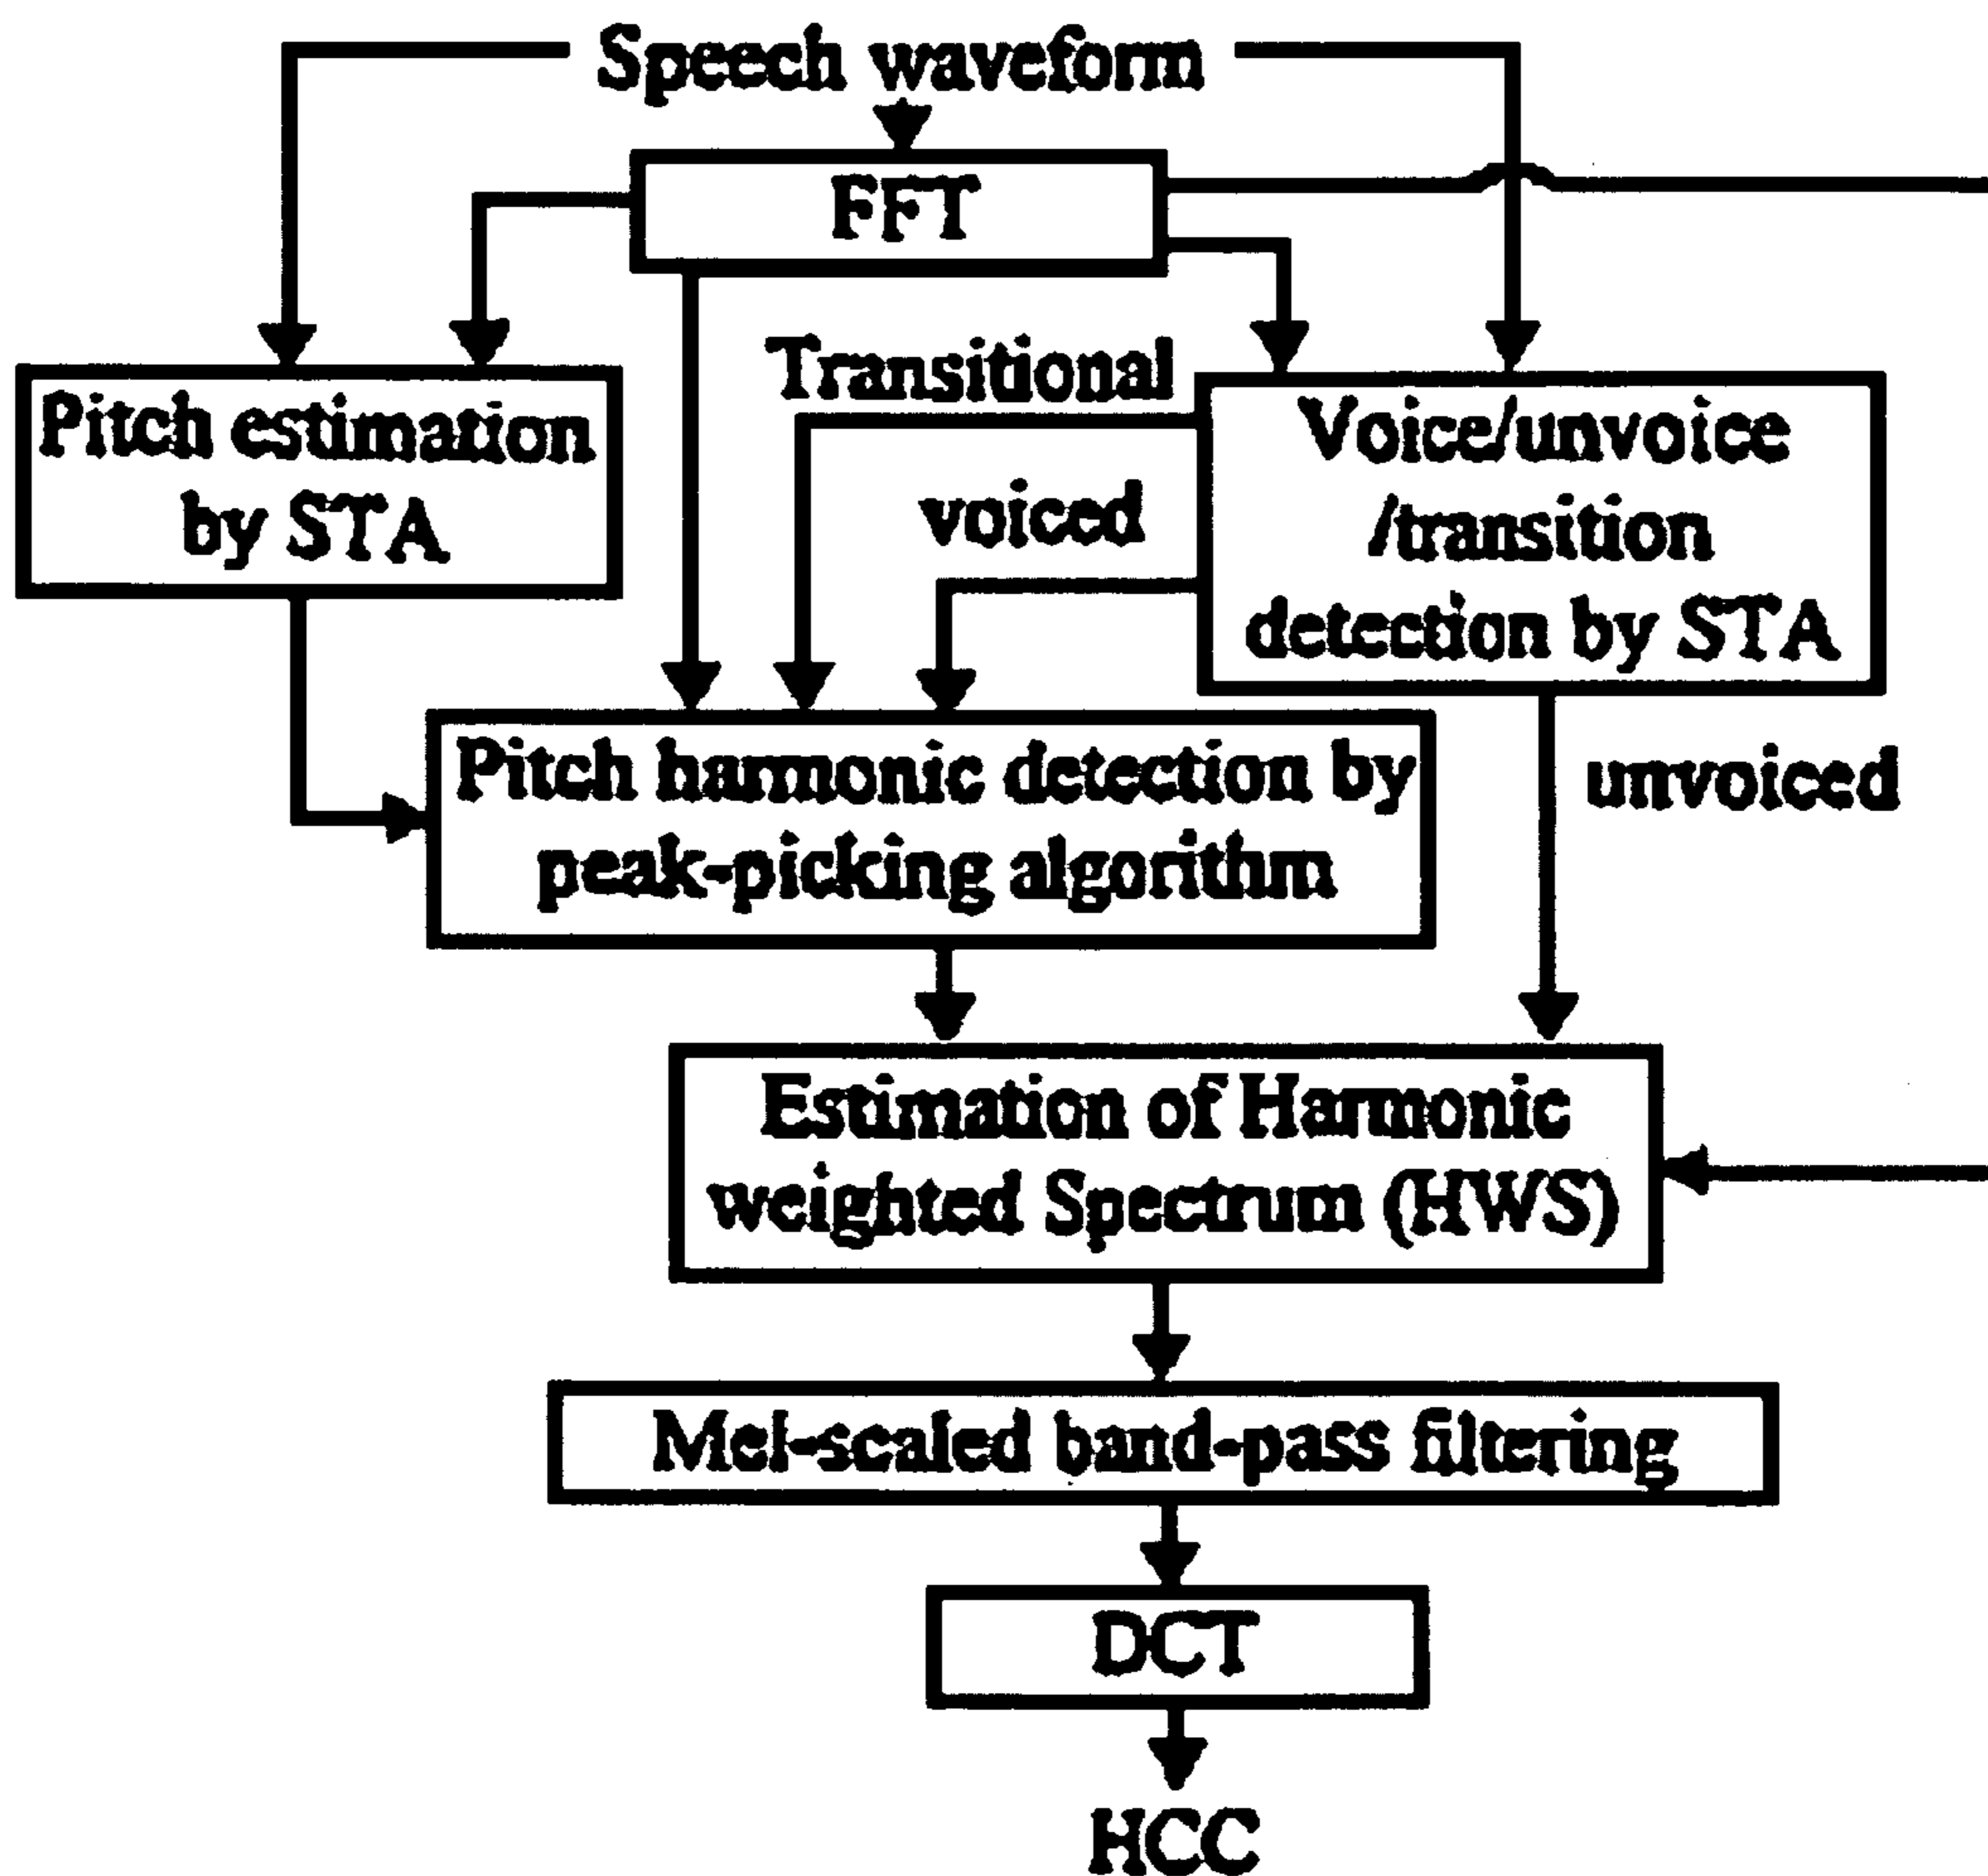 Speech waveform
FFT
Transitional
Pitch estimation
by STA
voiced
Voice/unvoice
/transition
detection by STA
Pitch harmonic detection by
peak-picking algorithm
unvoiced
Estimation of Harmonic
weighted Spectrum (HWS)
Mel-scaled band-pass filtering
DCT
HCC